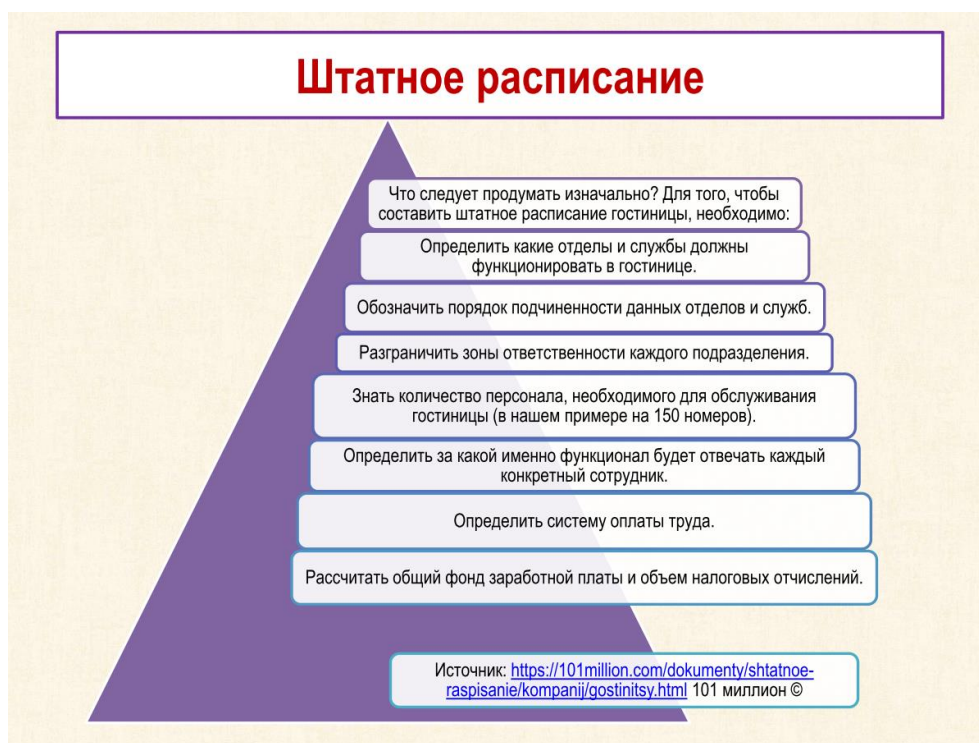 Штатное расписание
Что следует продумать изначально? Для того, чтобы
составить штатное расписание гостиницы, необходимо:
Определить какие отделы и службы должны
функционировать в гостинице.
Обозначить порядок подчиненности данных отделов и служб.
Разграничить зоны ответственности каждого подразделения.
Знать количество персонала, необходимого для обслуживания
гостиницы (в нашем примере на 150 номеров).
Определить за какой именно функционал будет отвечать каждый
конкретный сотрудник.
Определить систему оплаты труда.
Рассчитать общий фонд заработной платы и объем налоговых отчислений.
Источник: https://101million.com/dokumenty/shtatnoe-
raspisanie/kompanij/gostinitsy.html 101 миллион ©